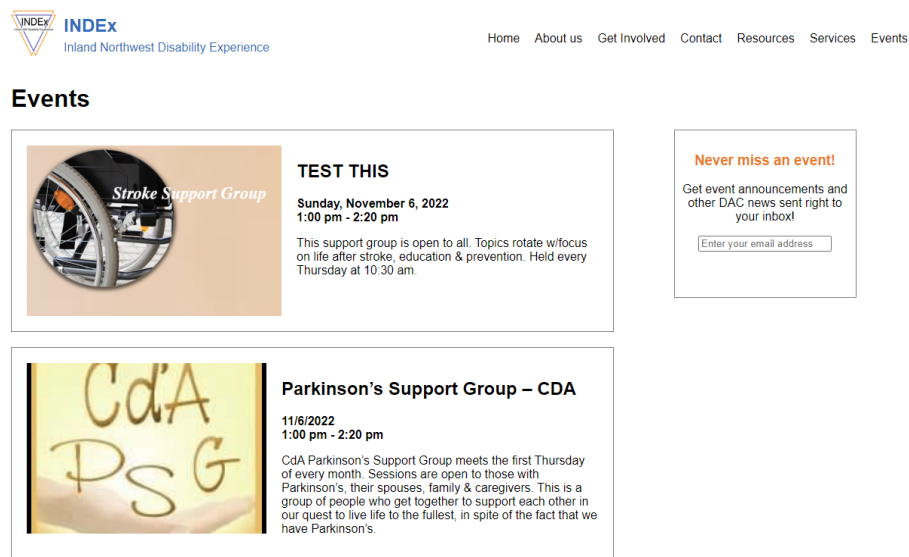 INDEx
INDEx
Inland Northwest Disability Experience
Home About us Get Involved Contact Resources Services Events
Events
Stroke Support Group
TEST THIS
Sunday, November 6, 2022
1:00 pm - 2:20 pm
This support group is open to all. Topics rotate w/focus
on life after stroke, education & prevention. Held every
Thursday at 10:30 am.
Never miss an event!
Get event announcements and
other DAC news sent right to
your inbox!
Enter your email address
CdA
PSG
Parkinson’s Support Group – CDA
11/6/2022
1:00 pm - 2:20 pm
CdA Parkinson’s Support Group meets the first Thursday
of every month. Sessions are open to those with
Parkinson’s, their spouses, family & caregivers. This is a
group of people who get together to support each other in
our quest to live life to the fullest, in spite of the fact that we
have Parkinson’s.